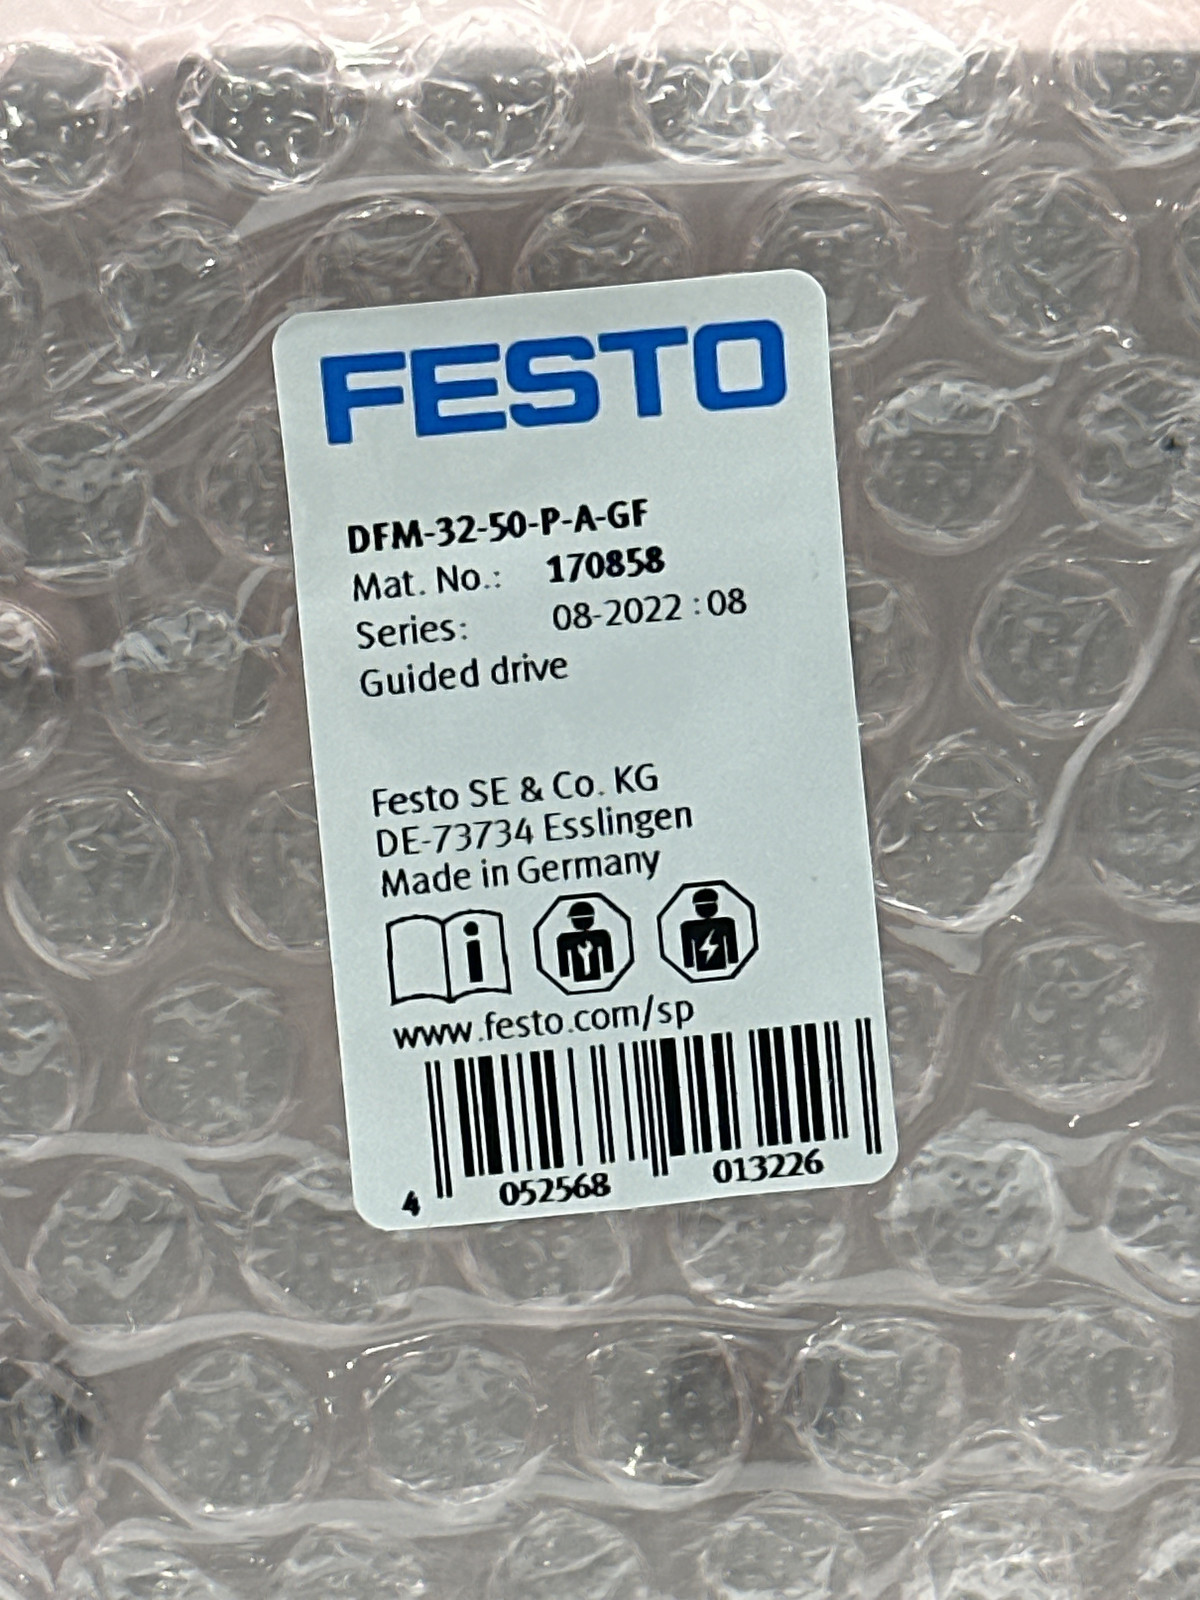 FESTO
DFM-32-50-P-A-GF
Mat. No.: 170858
Series: 08-2022 : 08
Guided drive
Festo SE & Co. KG
DE-73734 Esslingen
Made in Germany
www.festo.com/sp
4 052568 013226